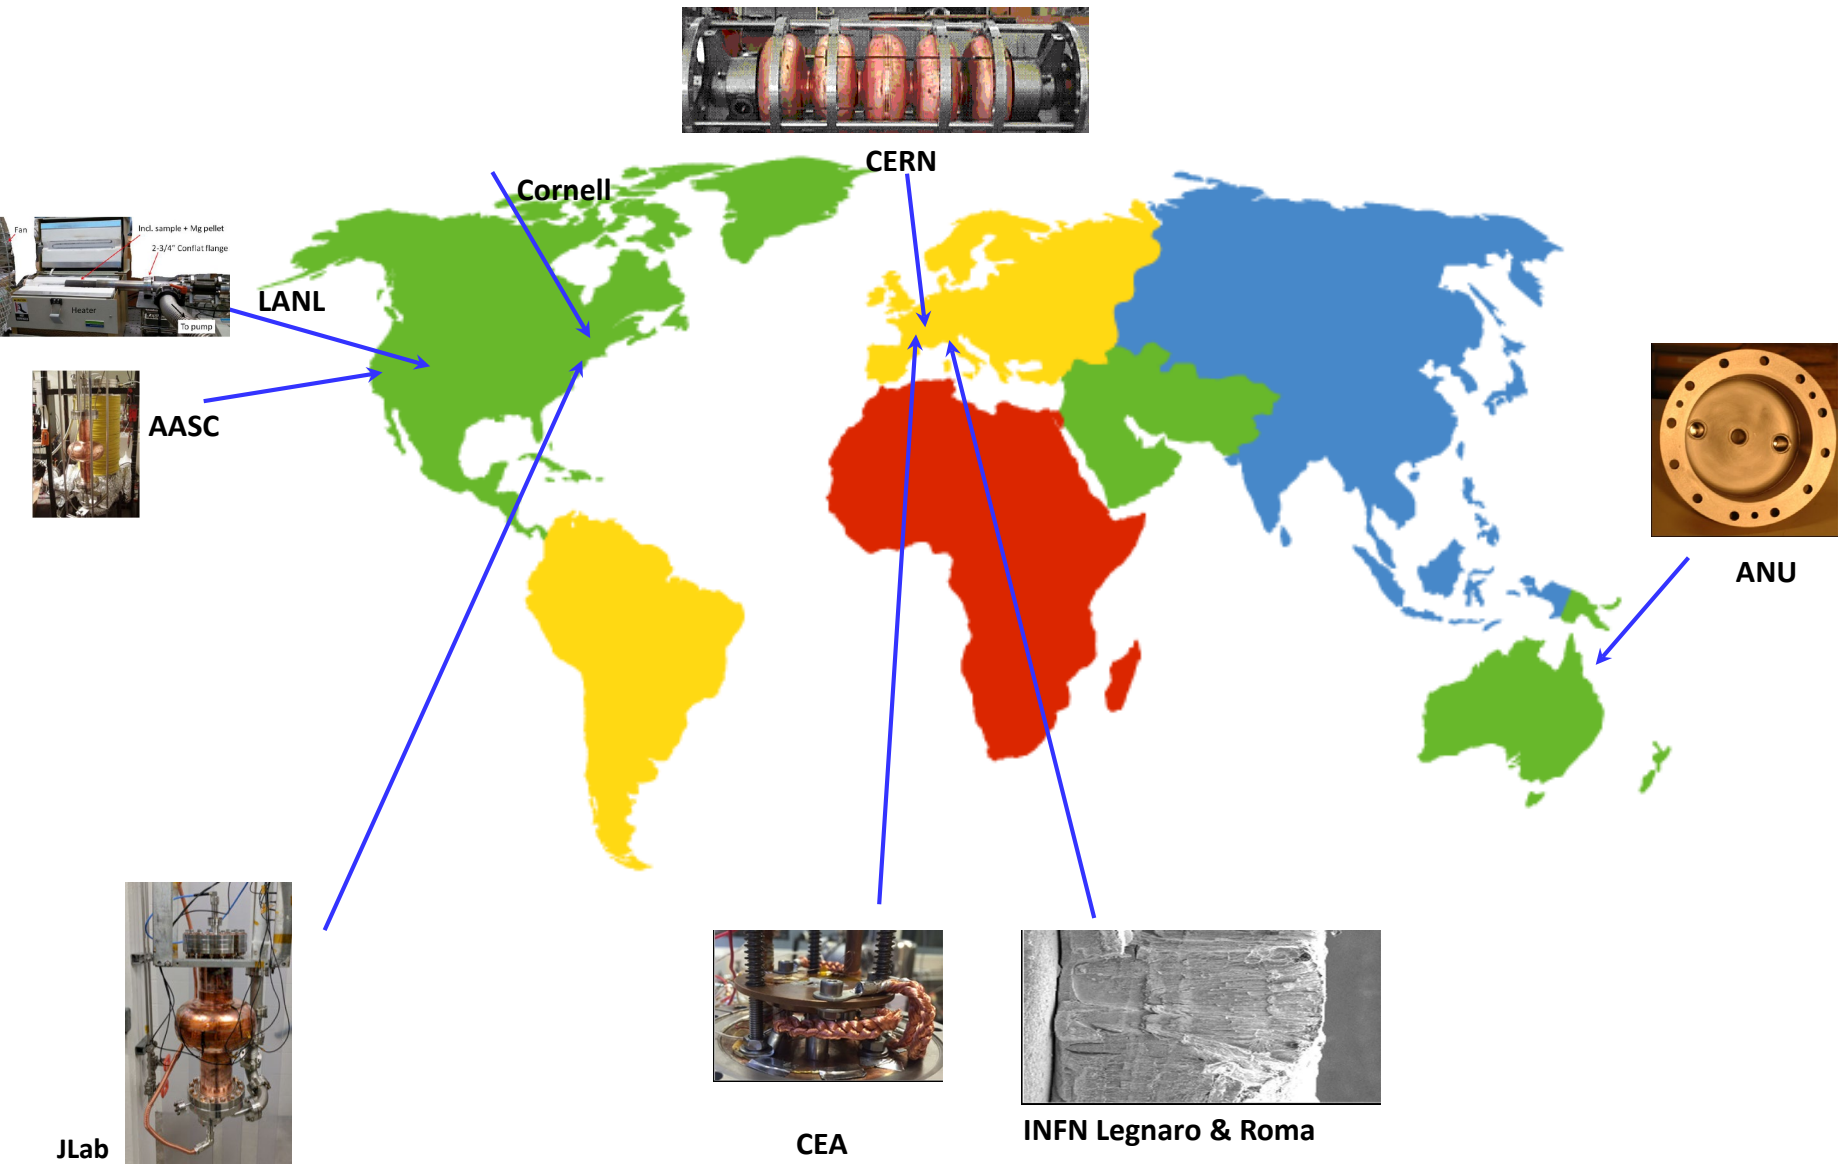 CERN
Cornell
Fan
Incl. sample + Mg pellet
2-3/4" Conflat flange
Heater
To pump
LANL
AASC
ANU
JLab
CEA
INFN Legnaro & Roma